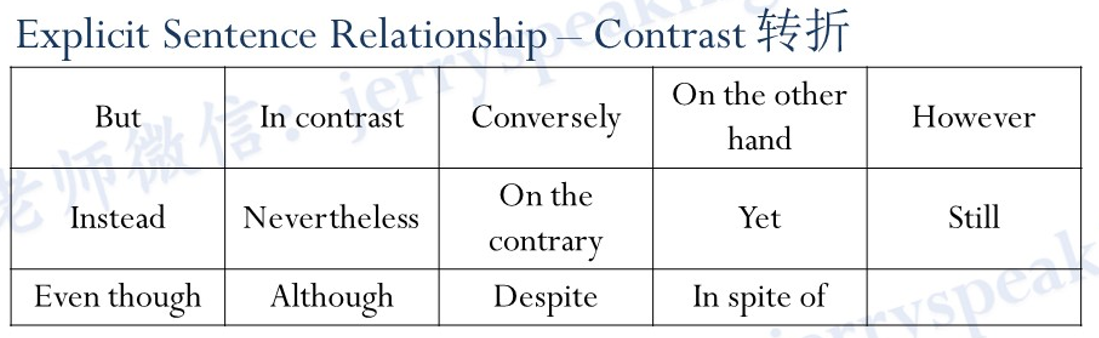 Explicit Sentence Relationship – Contrast 转折
But
In contrast
Conversely
On the other
hand
However
Instead
Nevertheless
On the
contrary
Yet
Still
Even though
Although
Despite
In spite of
老师微信：jerryspeaking
jerryspeak